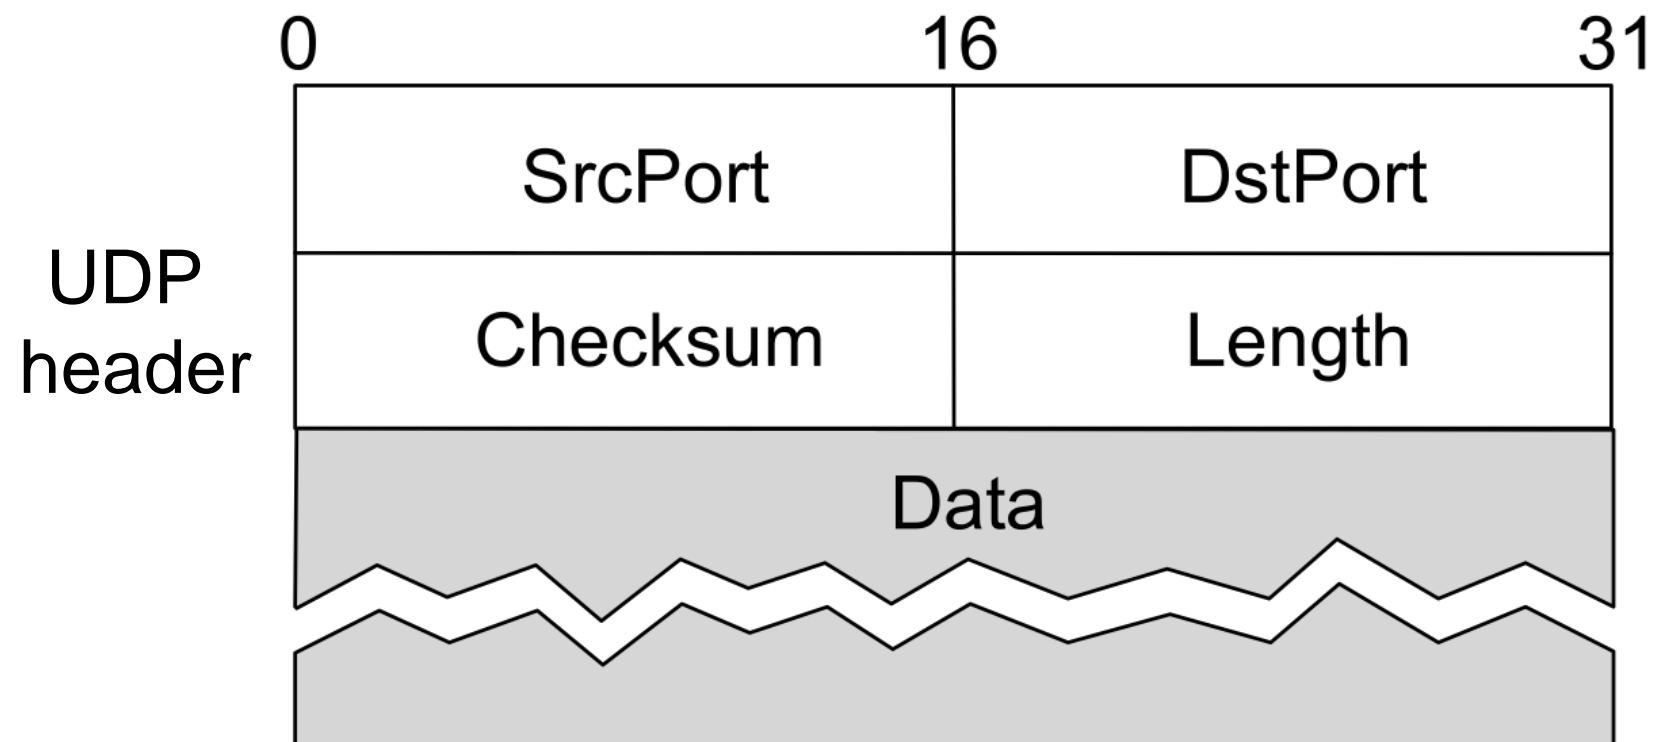 0 16 31
SrcPort DstPort
UDP
header
Checksum Length
Data